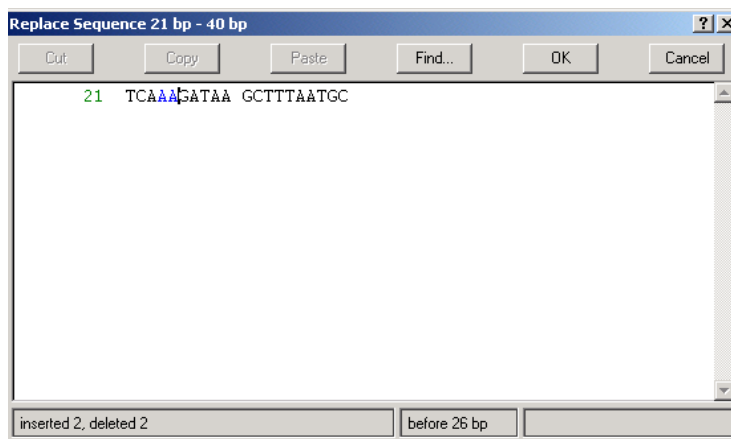 Replace Sequence 21 bp - 40 bp
Cut Copy Paste Find... OK Cancel
21 TCAAAGATAA GCTTTAATGC
inserted 2, deleted 2 before 26 bp